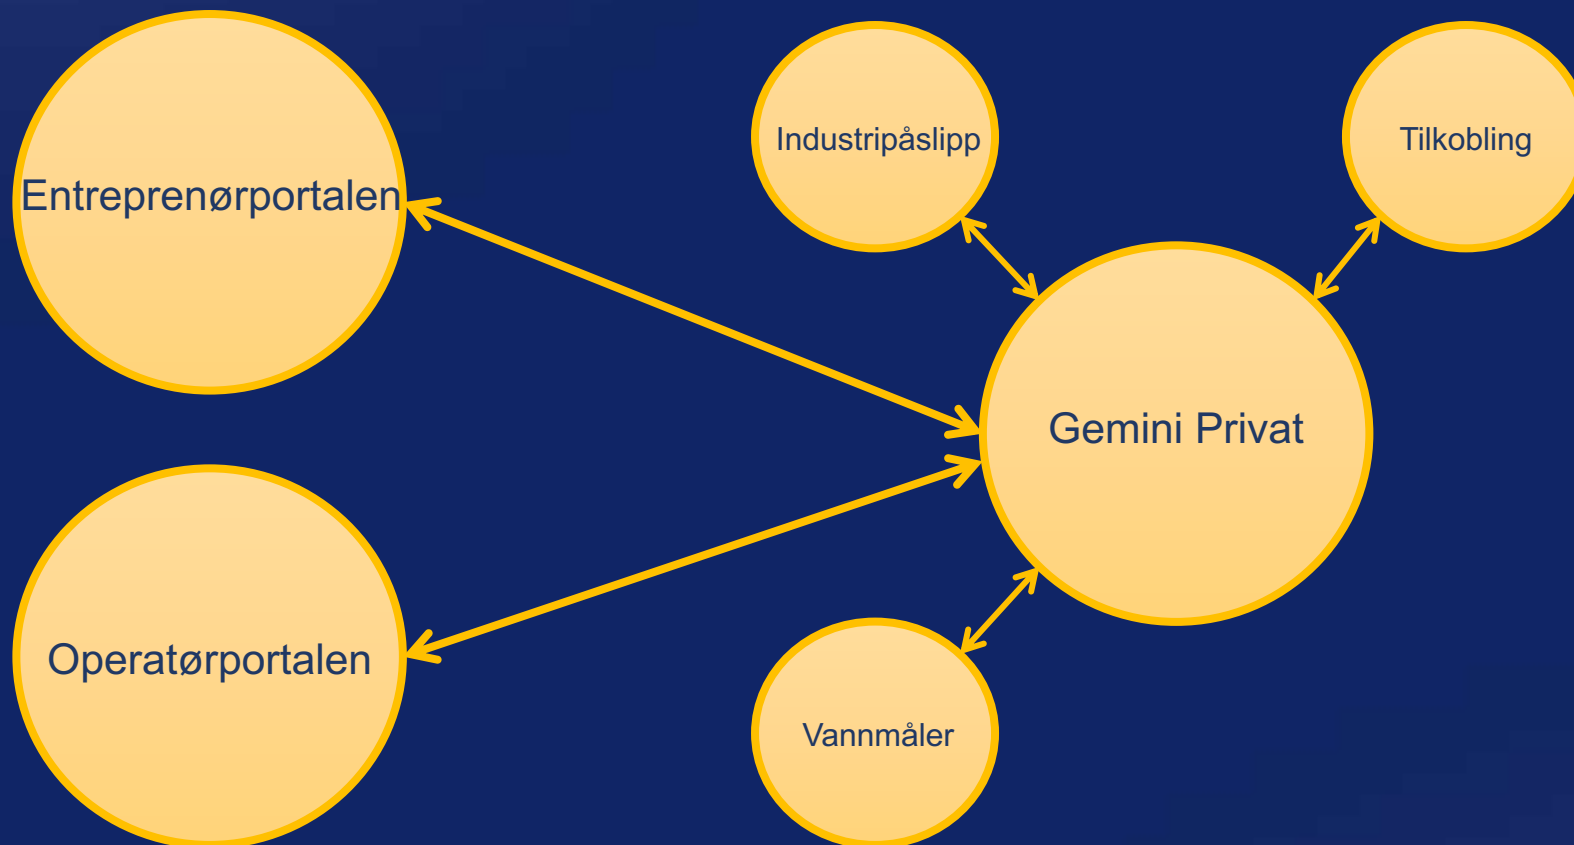 Entreprenørportalen
Industripåslipp
Tilkobling
Gemini Privat
Operatørportalen
Vannmåler